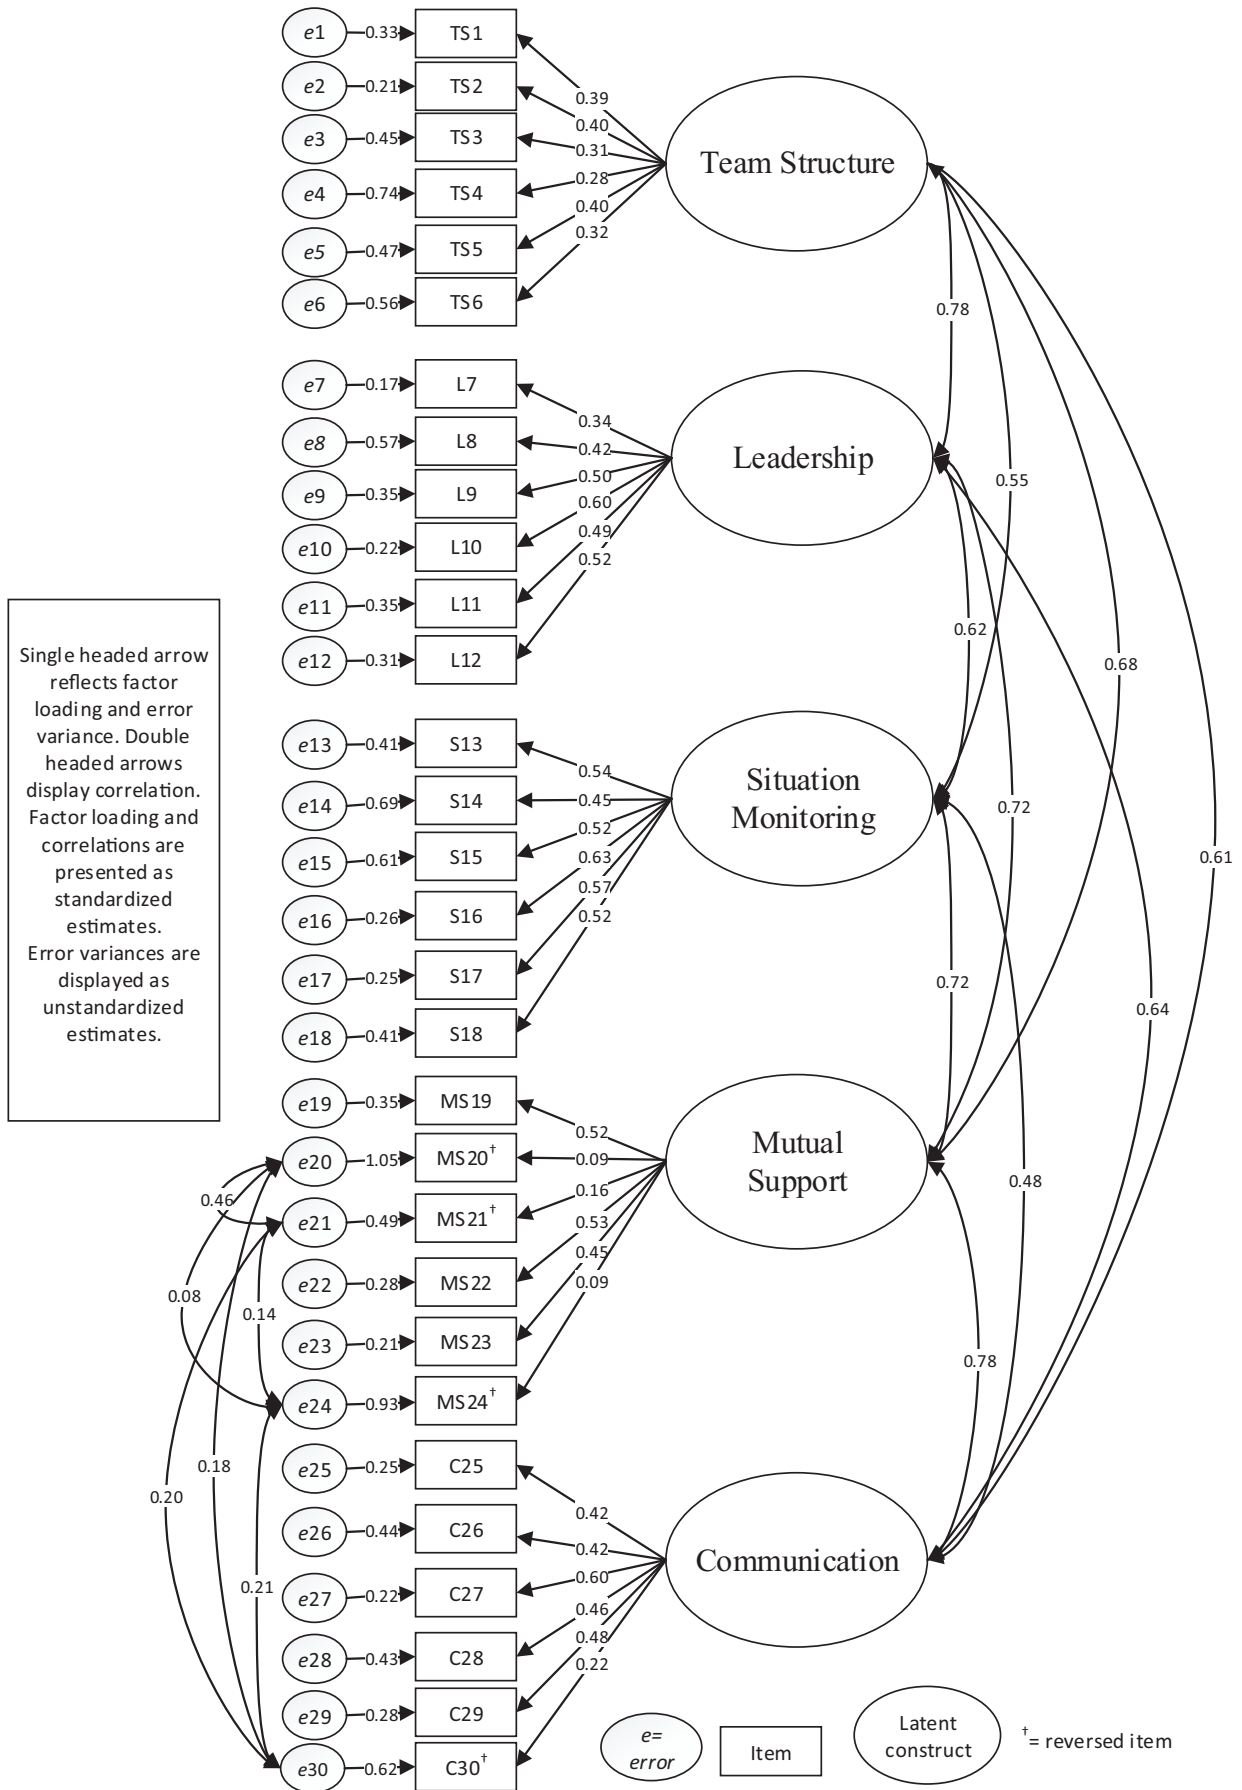 e1 0.33 TS1
e2 0.21 TS2
e3 0.45 TS3
e4 0.74 TS4
e5 0.47 TS5
e6 0.56 TS6
0.39
0.40
0.31
0.28
0.40
0.32
Team Structure
e7 0.17 L7
e8 0.57 L8
e9 0.35 L9
e10 0.22 L10
e11 0.35 L11
e12 0.31 L12
0.34
0.42
0.50
0.60
0.49
0.52
Leadership
e13 0.41 S13
e14 0.69 S14
e15 0.61 S15
e16 0.26 S16
e17 0.25 S17
e18 0.41 S18
0.54
0.45
0.52
0.63
0.57
0.52
Situation
Monitoring
e19 0.35 MS19
e20 1.05 MS20†
e21 0.49 MS21†
e22 0.28 MS22
e23 0.21 MS23
e24 0.93 MS24†
0.52
0.09
0.16
0.53
0.45
0.09
Mutual
Support
e25 0.25 C25
e26 0.44 C26
e27 0.22 C27
e28 0.43 C28
e29 0.28 C29
e30 0.62 C30†
0.42
0.42
0.60
0.46
0.48
0.22
Communication
0.78
0.55
0.62
0.68
0.72
0.61
0.72
0.64
0.48
0.78
0.46
0.08
0.14
0.18
0.20
0.21
Single headed arrow
reflects factor
loading and error
variance. Double
headed arrows
display correlation.
Factor loading and
correlations are
presented as
standardized
estimates.
Error variances are
displayed as
unstandardized
estimates.
e=
error
Item
Latent
construct
†= reversed item